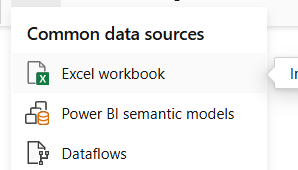 Common data sources
Excel workbook
Power BI semantic models
Dataflows